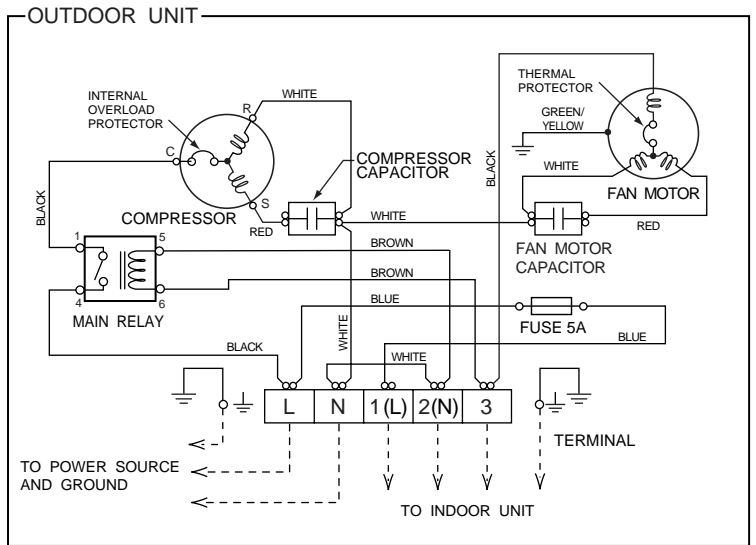 OUTDOOR UNIT
INTERNAL
OVERLOAD
PROTECTOR
R
WHITE
THERMAL
PROTECTOR
GREEN/
YELLOW
BLACK
C
COMPRESSOR
CAPACITOR
WHITE
S
FAN MOTOR
COMPRESSOR
RED
WHITE
RED
BLACK
1
5
BROWN
FAN MOTOR
CAPACITOR
BROWN
4
6
BLUE
MAIN RELAY
FUSE 5A
BLUE
BLACK
WHITE
WHITE
L
N
1(L)
2(N)
3
TERMINAL
TO POWER SOURCE
AND GROUND
TO INDOOR UNIT